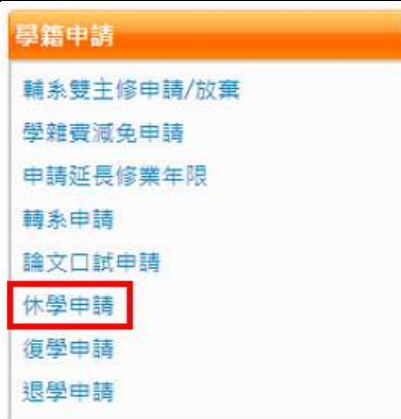 學籍申請
輔系雙主修申請/放棄
學雜費減免申請
申請延長修業年限
轉系申請
論文口試申請
休學申請
復學申請
退學申請